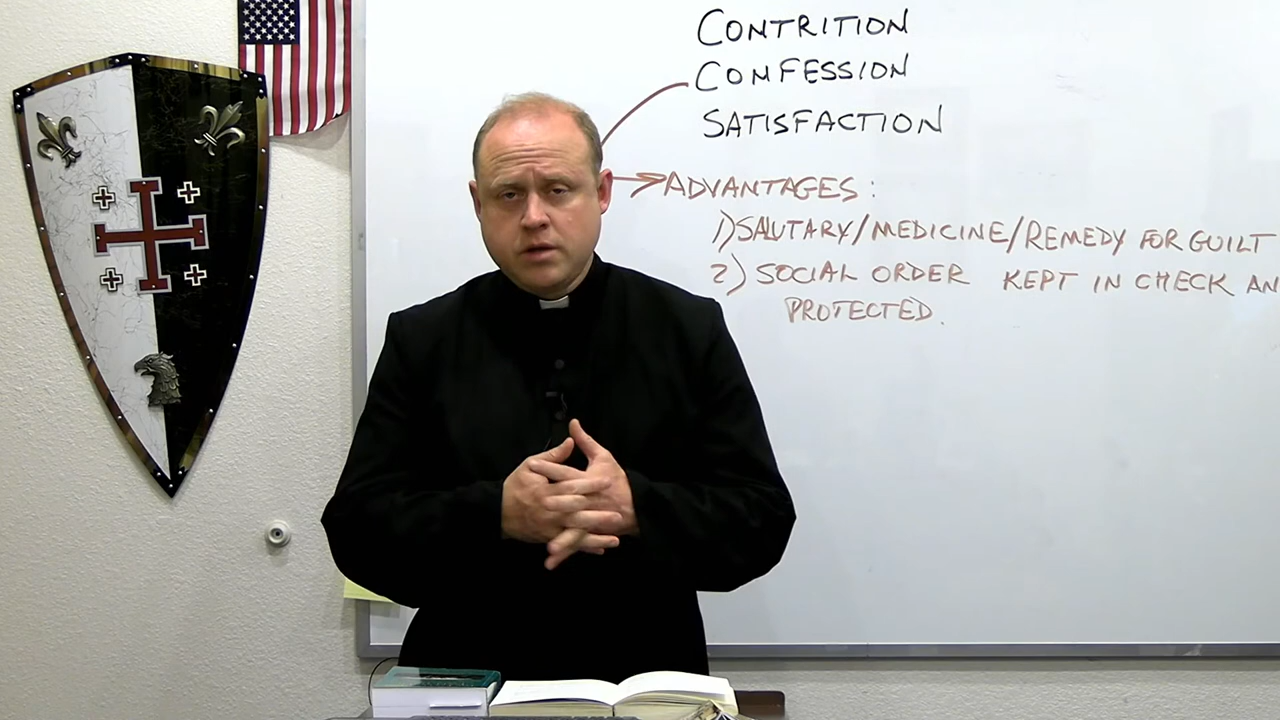 CONTRITION
CONFESSION
SATISFACTION
ADVANTAGES:
1) SALUTARY/MEDICINE/REMEDY FOR GUILT
2) SOCIAL ORDER KEPT IN CHECK AN
PROTECTED.